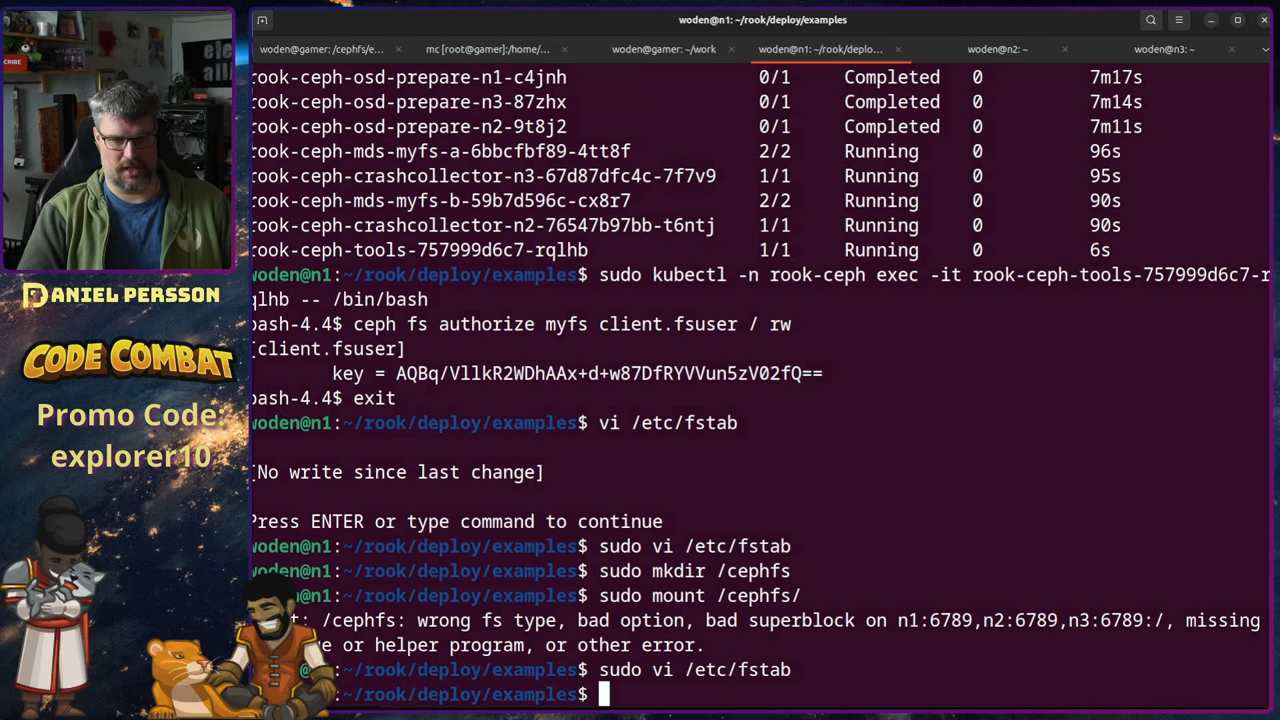 woden@n1: ~/rook/deploy/examples
woden@gamer: /cephfs/e...
mc [root@gamer]:/home/...
woden@gamer: ~/work
woden@n1: ~/rook/deplo...
woden@n2: ~
woden@n3: ~
rook-ceph-osd-prepare-n1-c4jnh 0/1 Completed 0 7m17s
rook-ceph-osd-prepare-n3-87zhx 0/1 Completed 0 7m14s
rook-ceph-osd-prepare-n2-9t8j2 0/1 Completed 0 7m11s
rook-ceph-mds-myfs-a-6bbcfbf89-4tt8f 2/2 Running 96s
rook-ceph-crashcollector-n3-67d87dfc4c-7f7v9 1/1 Running 0 95s
rook-ceph-mds-myfs-b-59b7d596c-cx8r7 2/2 Running 0 90s
rook-ceph-crashcollector-n2-76547b97bb-t6ntj 1/1 Running 0 90s
rook-ceph-tools-757999d6c7-rqlhb 1/1 Running 0 6s
woden@n1:~/rook/deploy/examples$ sudo kubectl -n rook-ceph exec -it rook-ceph-tools-757999d6c7-r
qlhb -- /bin/bash
bash-4.4$ ceph fs authorize myfs client.fsuser / rw
[client.fsuser]
key = AQBq/VllkR2WDhAAx+d+w87DfRYVVun5zV02fQ==
bash-4.4$ exit
woden@n1:~/rook/deploy/examples$ vi /etc/fstab
[No write since last change]
Press ENTER or type command to continue
woden@n1:~/rook/deploy/examples$ sudo vi /etc/fstab
woden@n1:~/rook/deploy/examples$ sudo mkdir /cephfs
woden@n1:~/rook/deploy/examples$ sudo mount /cephfs/
: /cephfs: wrong fs type, bad option, bad superblock on n1:6789,n2:6789,n3:6789:/, missing
e or helper program, or other error.
:~/rook/deploy/examples$ sudo vi /etc/fstab
:~/rook/deploy/examples$
CRIBE
DANIEL PERSSON
CODE COMBAT
Promo Code:
explorer10